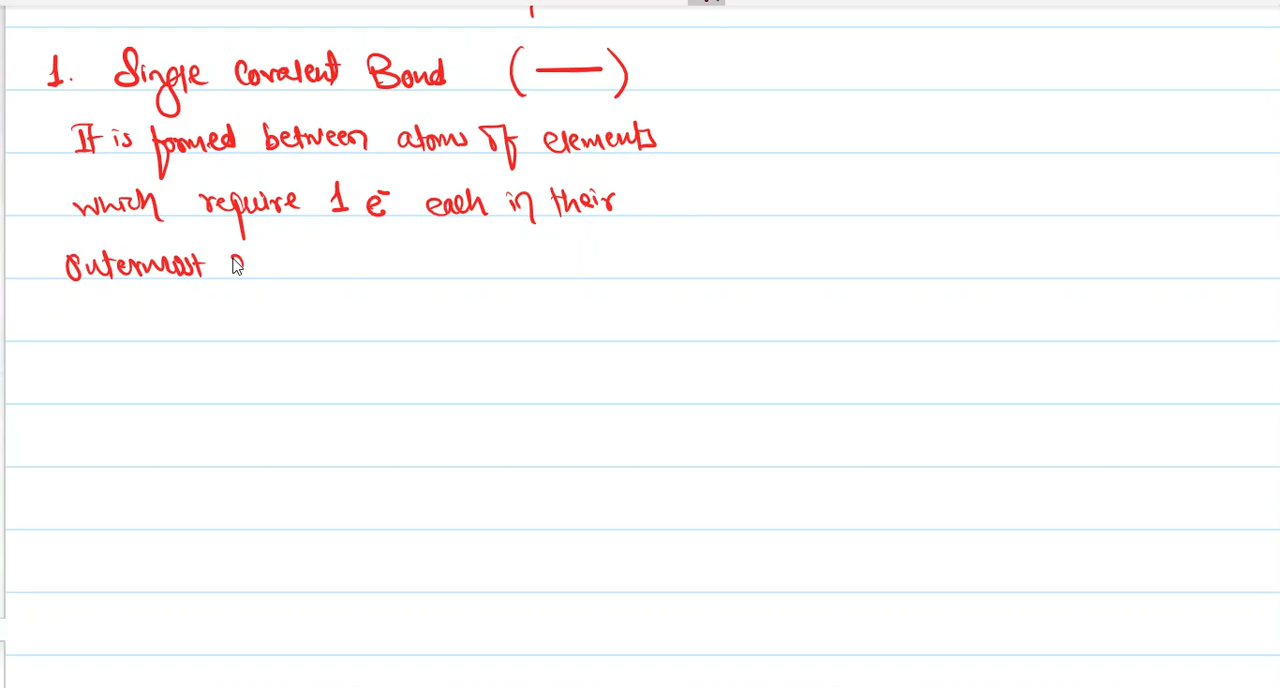 1. Single Covalent Bond (—)
It is formed between atoms of elements
which require 1 e⁻ each in their
outermost